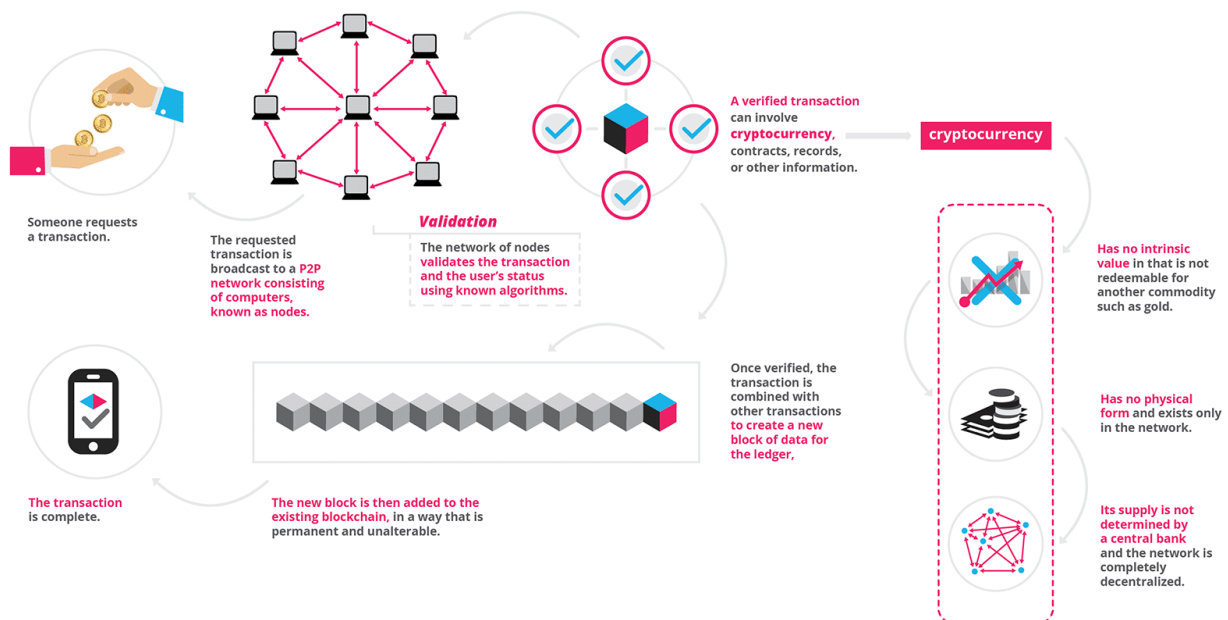 Someone requests
a transaction.
The requested
transaction is
broadcast to a P2P
network consisting
of computers,
known as nodes.
Validation
The network of nodes
validates the transaction
and the user's status
using known algorithms.
A verified transaction
can involve
cryptocurrency,
contracts, records,
or other information.
cryptocurrency
Has no intrinsic
value in that is not
redeemable for
another commodity
such as gold.
Has no physical
form and exists only
in the network.
Its supply is not
determined by
a central bank
and the network is
completely
decentralized.
Once verified, the
transaction is
combined with
other transactions
to create a new
block of data for
the ledger,
The new block is then added to the
existing blockchain, in a way that is
permanent and unalterable.
The transaction
is complete.